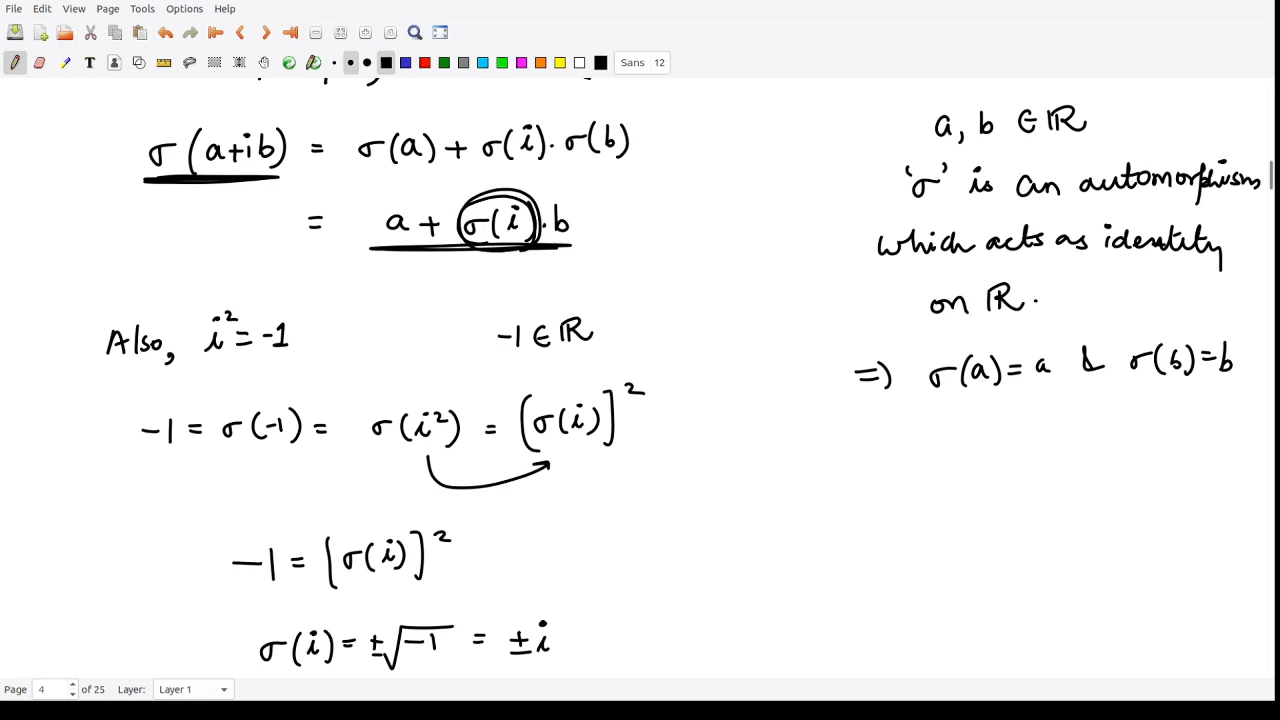 File Edit View Page Tools Options Help
Sans 12
σ(a+ib) = σ(a) + σ(i)·σ(b)
= a + σ(i)·b
Also, i² = -1 -1 ∈ ℝ
-1 = σ(-1) = σ(i²) = [σ(i)]²
-1 = [σ(i)]²
σ(i) = ±√-1 = ±i
a, b ∈ ℝ
'σ' is an automorphism
which acts as identity
on ℝ.
=> σ(a) = a & σ(b) = b
Page 4 of 25 Layer: Layer 1